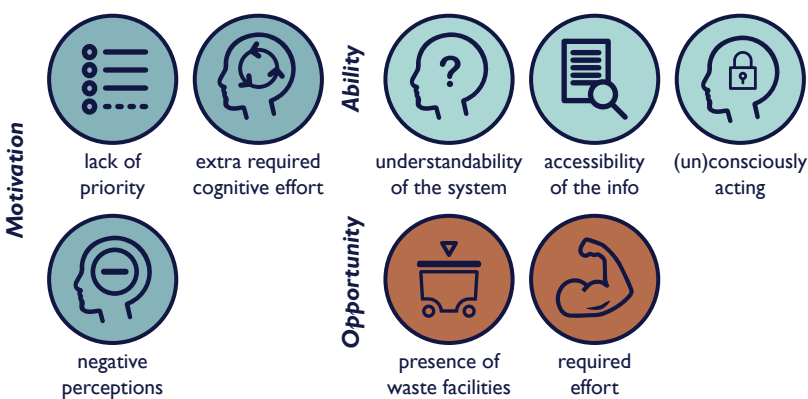 Motivation
lack of
priority
extra required
cognitive effort
negative
perceptions
Ability
?
understandability
of the system
accessibility
of the info
(un)consciously
acting
Opportunity
presence of
waste facilities
required
effort